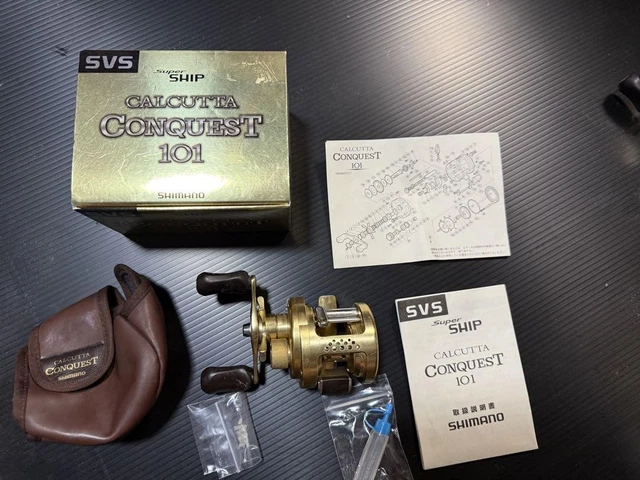 SVS
Super
SHIP
CALCUTTA
CONQUEST
101
SHIMANO
CALCUTTA
CONQUEST
101
CALCUTTA
CONQUEST
SHIMANO
SVS
Super
SHIP
CALCUTTA
CONQUEST
101
取扱説明書
SHIMANO